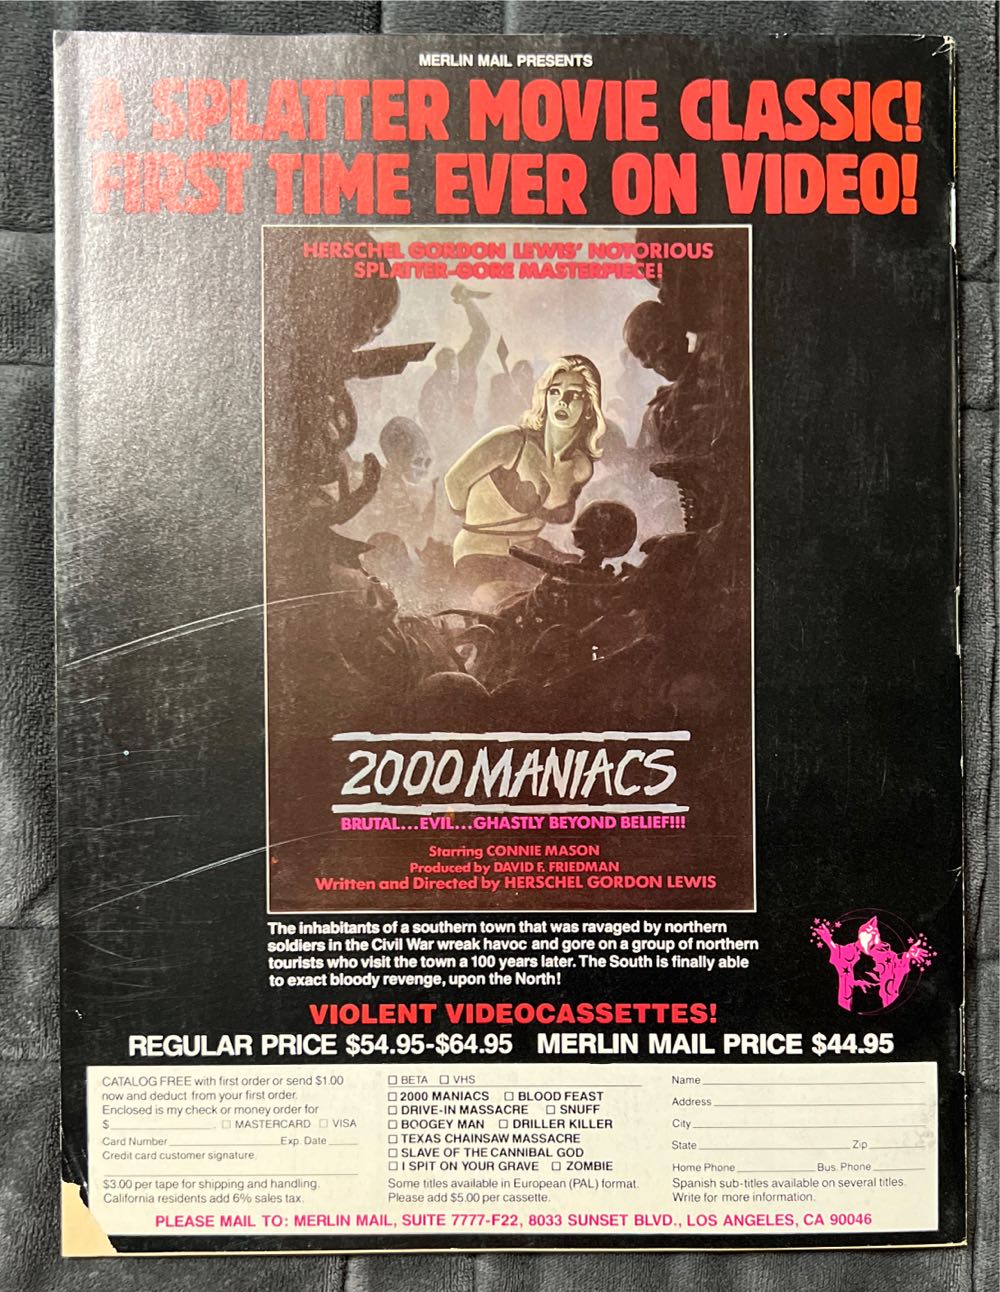 MERLIN MAIL PRESENTS
A SPLATTER MOVIE CLASSIC!
FIRST TIME EVER ON VIDEO!
HERSCHEL GORDON LEWIS' NOTORIOUS
SPLATTER-GORE MASTERPIECE!
2000 MANIACS
BRUTAL...EVIL...GHASTLY BEYOND BELIEF!!!
Starring CONNIE MASON
Produced by DAVID F. FRIEDMAN
Written and Directed by HERSCHEL GORDON LEWIS
The inhabitants of a southern town that was ravaged by northern
soldiers in the Civil War wreak havoc and gore on a group of northern
tourists who visit the town a 100 years later. The South is finally able
to exact bloody revenge, upon the North!
VIOLENT VIDEOCASSETTES!
REGULAR PRICE $54.95-$64.95 MERLIN MAIL PRICE $44.95
CATALOG FREE with first order or send $1.00
now and deduct from your first order.
Enclosed is my check or money order for
$ . MASTERCARD VISA
Card Number Exp. Date
Credit card customer signature.
$3.00 per tape for shipping and handling.
California residents add 6% sales tax.
BETA VHS
2000 MANIACS BLOOD FEAST
DRIVE-IN MASSACRE SNUFF
BOOGEY MAN DRILLER KILLER
TEXAS CHAINSAW MASSACRE
SLAVE OF THE CANNIBAL GOD
I SPIT ON YOUR GRAVE ZOMBIE
Some titles available in European (PAL) format.
Please add $5.00 per cassette.
Name
Address
City
State Zip
Home Phone Bus. Phone
Spanish sub-titles available on several titles.
Write for more information.
PLEASE MAIL TO: MERLIN MAIL, SUITE 7777-F22, 8033 SUNSET BLVD., LOS ANGELES, CA 90046